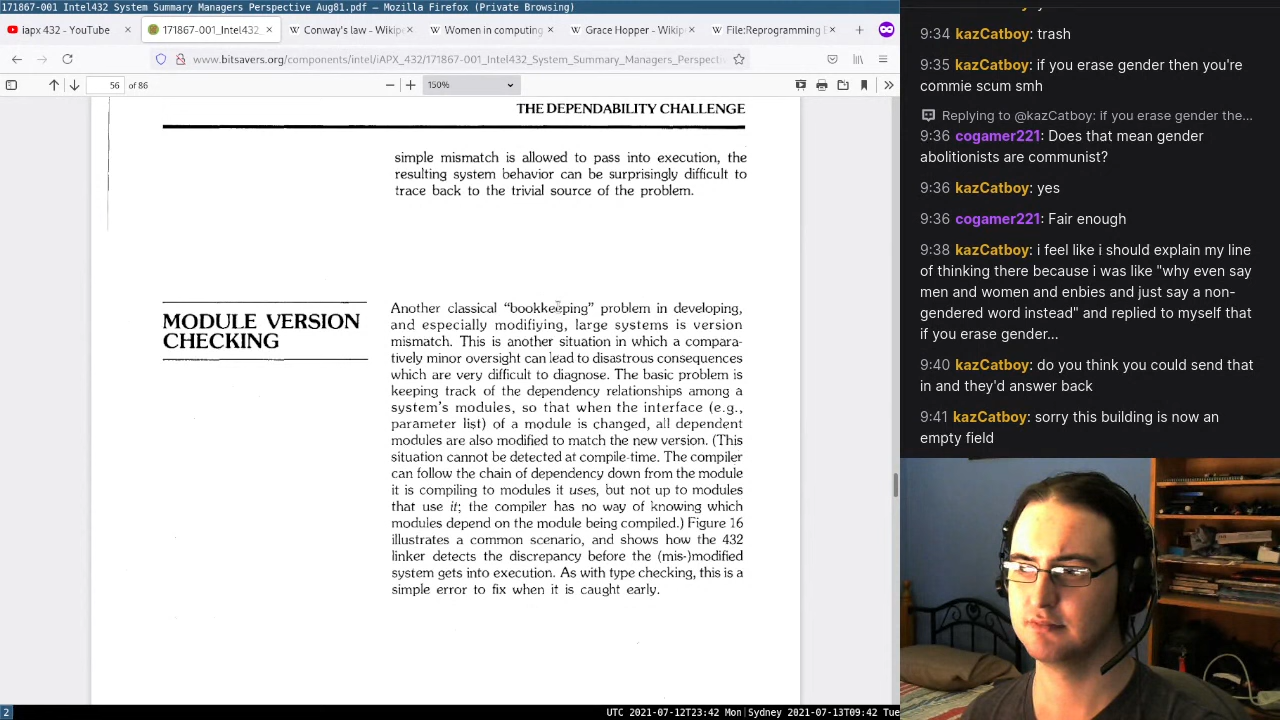 171867-001 Intel432 System Summary Managers Perspective Aug81.pdf — Mozilla Firefox (Private Browsing)
iapx 432 - YouTube
171867-001_Intel432_
Conway's law - Wikip
Women in computing
Grace Hopper - Wikip
File:Reprogramming
www.bitsavers.org/components/intel/iAPX_432/171867-001_Intel432_System_Summary_Managers_Perspecti
56 of 86
150%
THE DEPENDABILITY CHALLENGE
simple mismatch is allowed to pass into execution, the
resulting system behavior can be surprisingly difficult to
trace back to the trivial source of the problem.
MODULE VERSION
CHECKING
Another classical “bookkeeping” problem in developing,
and especially modifiying, large systems is version
mismatch. This is another situation in which a compara-
tively minor oversight can lead to disastrous consequences
which are very difficult to diagnose. The basic problem is
keeping track of the dependency relationships among a
system's modules, so that when the interface (e.g.,
parameter list) of a module is changed, all dependent
modules are also modified to match the new version. (This
situation cannot be detected at compile-time. The compiler
can follow the chain of dependency down from the module
it is compiling to modules it uses, but not up to modules
that use it; the compiler has no way of knowing which
modules depend on the module being compiled.) Figure 16
illustrates a common scenario, and shows how the 432
linker detects the discrepancy before the (mis-)modified
system gets into execution. As with type checking, this is a
simple error to fix when it is caught early.
9:34 kazCatboy: trash
9:35 kazCatboy: if you erase gender then you're
commie scum smh
Replying to @kazCatboy: if you erase gender the...
9:36 cogamer221: Does that mean gender
abolitionists are communist?
9:36 kazCatboy: yes
9:36 cogamer221: Fair enough
9:38 kazCatboy: i feel like i should explain my line
of thinking there because i was like "why even say
men and women and enbies and just say a non-
gendered word instead" and replied to myself that
if you erase gender...
9:40 kazCatboy: do you think you could send that
in and they'd answer back
9:41 kazCatboy: sorry this building is now an
empty field
2
UTC 2021-07-12T23:42 Mon Sydney 2021-07-13T09:42 Tue